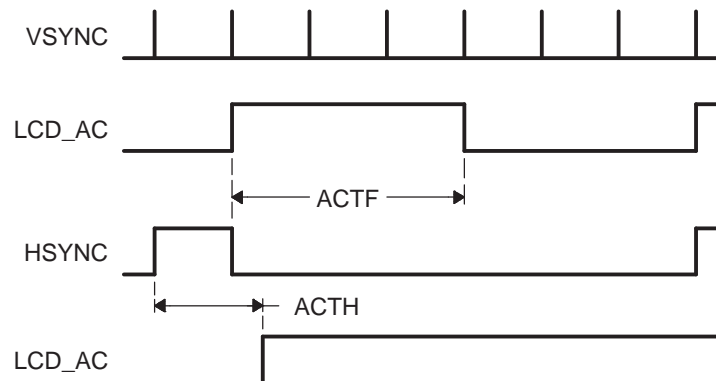 VSYNC
LCD_AC
ACTF
HSYNC
ACTH
LCD_AC